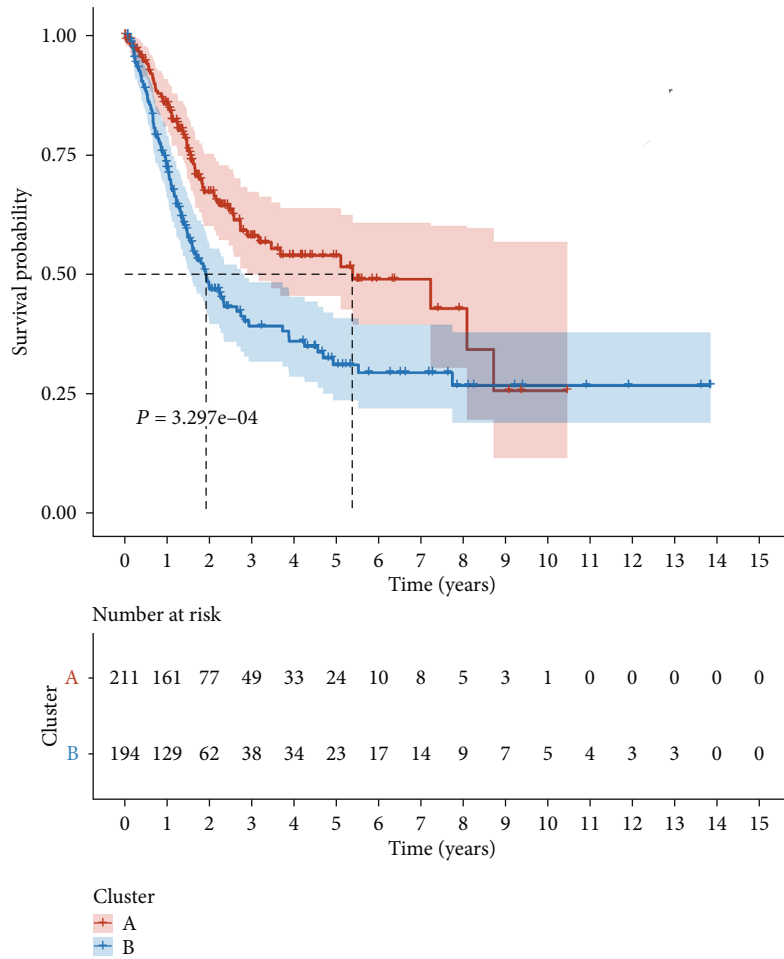 Survival probability
1.00
0.75
0.50
0.25
0.00
P = 3.297e–04
0 1 2 3 4 5 6 7 8 9 10 11 12 13 14 15
Time (years)
Number at risk
Cluster
A 211 161 77 49 33 24 10 8 5 3 1 0 0 0 0 0
B 194 129 62 38 34 23 17 14 9 7 5 4 3 3 0 0
0 1 2 3 4 5 6 7 8 9 10 11 12 13 14 15
Time (years)
Cluster
A
B